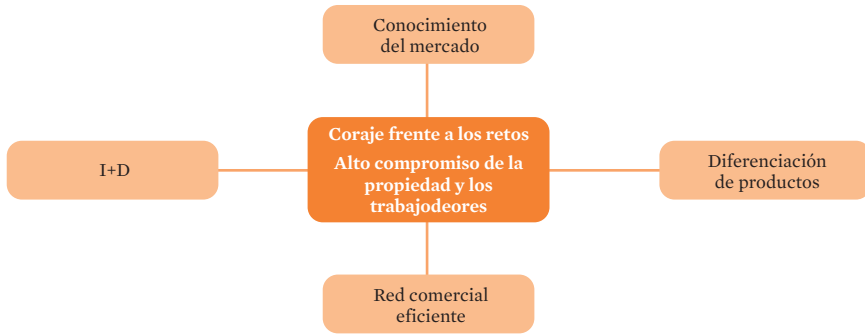 Conocimiento
del mercado
Coraje frente a los retos
Alto compromiso de la
propiedad y los
trabajodeores
I+D
Diferenciación
de productos
Red comercial
eficiente